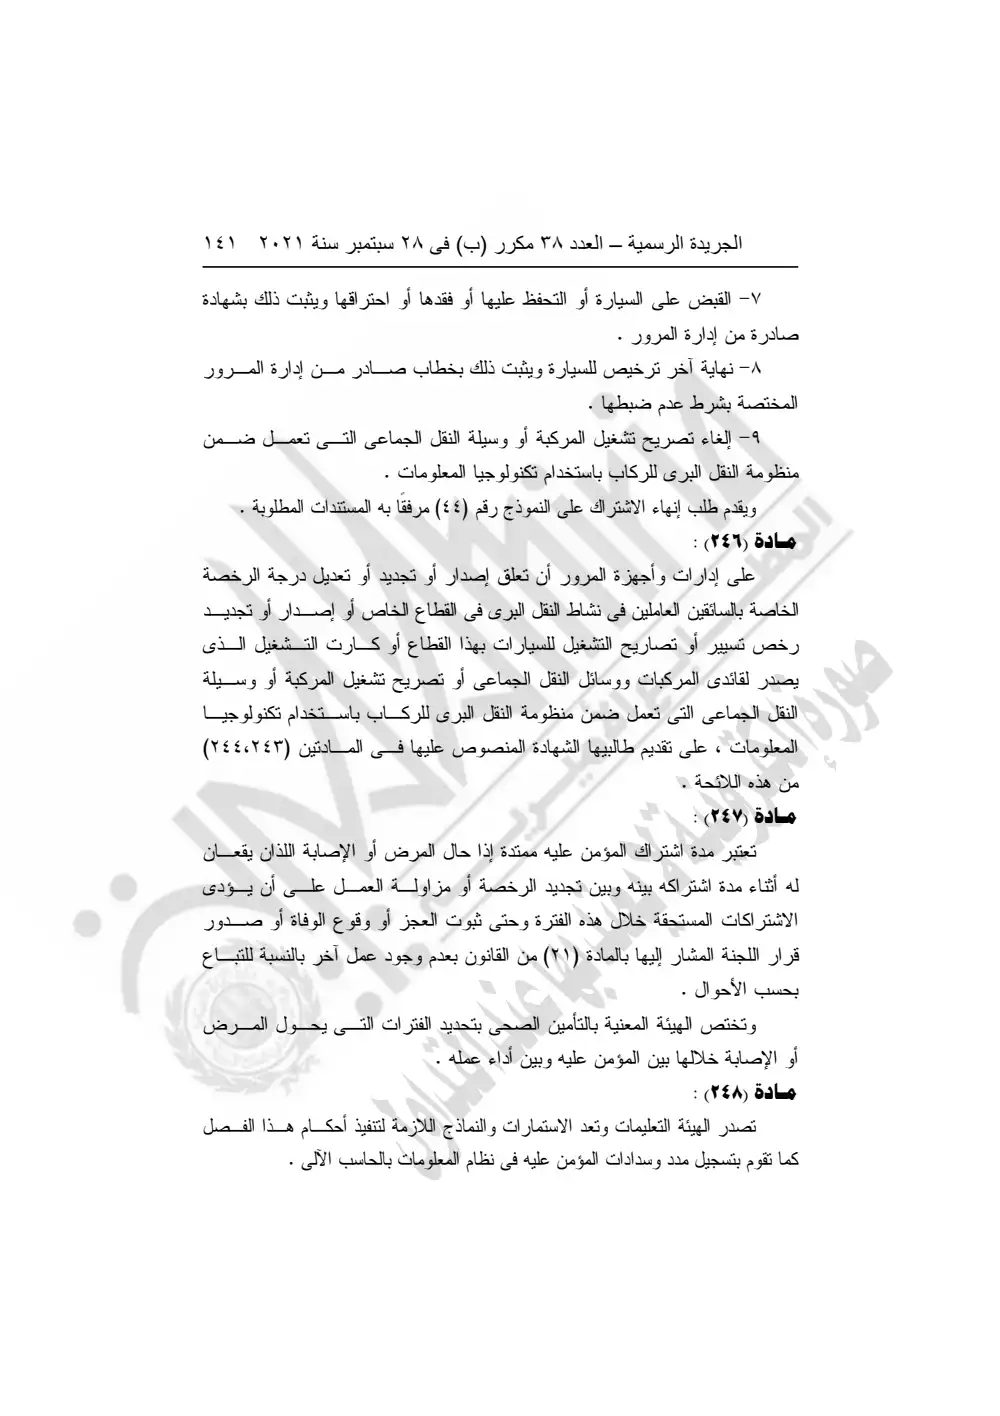 الجريدة الرسمية – العدد ٣٨ مكرر (ب) فى ٢٨ سبتمبر سنة ٢٠٢١ ١٤١
٧- القبض على السيارة أو التحفظ عليها أو فقدها أو احتراقها ويثبت ذلك بشهادة
صادرة من إدارة المرور .
٨- نهاية آخر ترخيص للسيارة ويثبت ذلك بخطاب صادر من إدارة المرور
المختصة بشرط عدم ضبطها .
٩- إلغاء تصريح تشغيل المركبة أو وسيلة النقل الجماعى التى تعمل ضمن
منظومة النقل البرى للركاب باستخدام تكنولوجيا المعلومات .
ويقدم طلب إنهاء الاشتراك على النموذج رقم (٤٤) مرفقًا به المستندات المطلوبة .
مادة (٢٤٦) :
على إدارات وأجهزة المرور أن تعلق إصدار أو تجديد أو تعديل درجة الرخصة
الخاصة بالسائقين العاملين فى نشاط النقل البرى فى القطاع الخاص أو إصدار أو تجديد
رخص تسيير أو تصاريح التشغيل للسيارات بهذا القطاع أو كارت التشغيل الذى
يصدر لقائدى المركبات ووسائل النقل الجماعى أو تصريح تشغيل المركبة أو وسيلة
النقل الجماعى التى تعمل ضمن منظومة النقل البرى للركاب باستخدام تكنولوجيا
المعلومات ، على تقديم طالبيها الشهادة المنصوص عليها فى المادتين (٢٤٤،٢٤٣)
من هذه اللائحة .
مادة (٢٤٧) :
تعتبر مدة اشتراك المؤمن عليه ممتدة إذا حال المرض أو الإصابة اللذان يقعان
له أثناء مدة اشتراكه بينه وبين تجديد الرخصة أو مزاولة العمل على أن يؤدى
الاشتراكات المستحقة خلال هذه الفترة وحتى ثبوت العجز أو وقوع الوفاة أو صدور
قرار اللجنة المشار إليها بالمادة (٢١) من القانون بعدم وجود عمل آخر بالنسبة للتباع
بحسب الأحوال .
وتختص الهيئة المعنية بالتأمين الصحى بتحديد الفترات التى يحول المرض
أو الإصابة خلالها بين المؤمن عليه وبين أداء عمله .
مادة (٢٤٨) :
تصدر الهيئة التعليمات وتعد الاستمارات والنماذج اللازمة لتنفيذ أحكام هذا الفصل
كما تقوم بتسجيل مدد وسدادات المؤمن عليه فى نظام المعلومات بالحاسب الآلى .
صورة إلكترونية لا يعتد بها عند التداول